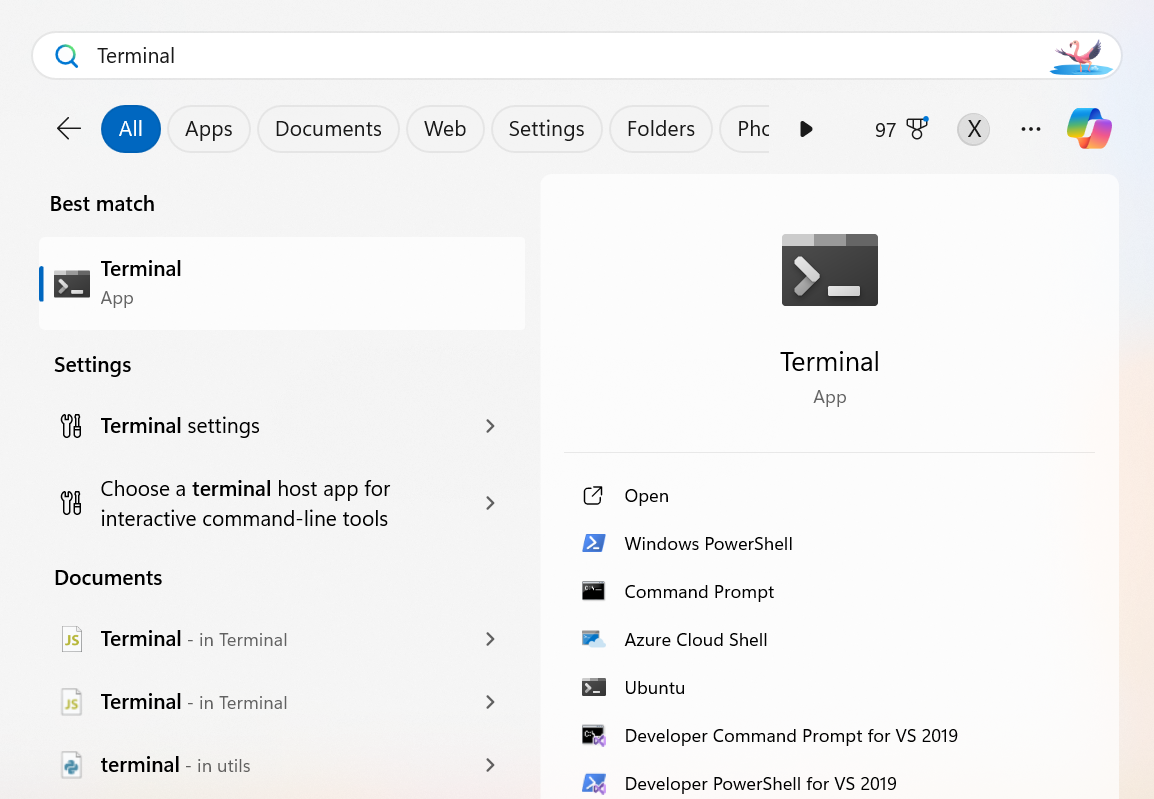 Terminal
All
Apps
Documents
Web
Settings
Folders
Pho
97
X
Best match
Terminal
App
Settings
Terminal settings
Choose a terminal host app for
interactive command-line tools
Documents
Terminal - in Terminal
Terminal - in Terminal
terminal - in utils
Terminal
App
Open
Windows PowerShell
Command Prompt
Azure Cloud Shell
Ubuntu
Developer Command Prompt for VS 2019
Developer PowerShell for VS 2019